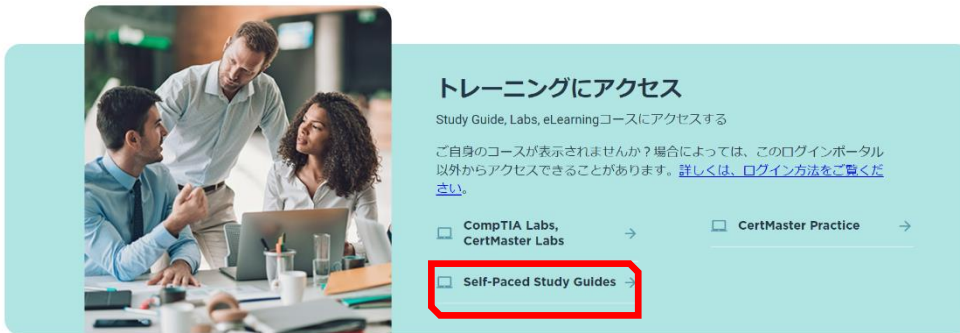 トレーニングにアクセス
Study Guide, Labs, eLearningコースにアクセスする
ご自身のコースが表示されませんか？場合によっては、このログインポータル
以外からアクセスできることがあります。詳しくは、ログイン方法をご覧くだ
さい。
CompTIA Labs,
CertMaster Labs
CertMaster Practice
Self-Paced Study Guides